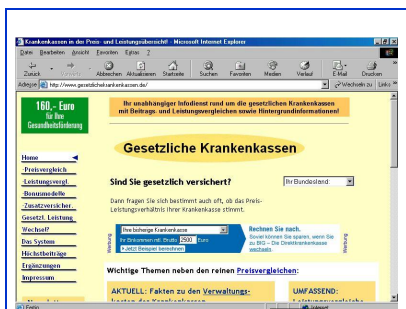 Krankenkassen in der Preis- und Leistungsübersicht! - Microsoft Internet Explorer
Datei Bearbeiten Ansicht Favoriten Extras ?
Zurück Abbrechen Aktualisieren Startseite Suchen Favoriten Medien Verlauf E-Mail Drucken
Adresse http://www.gesetzlichekrankenkassen.de/ Wechseln zu Links »
160,- Euro
für Ihre
Gesundheitsförderung
Ihr unabhängiger Infodienst rund um die gesetzlichen Krankenkassen
mit Beitrags- und Leistungsvergleichen sowie Hintergrundinformationen!
Gesetzliche Krankenkassen
Home
-Preisvergleich
-Leistungsvergl.
-Bonusmodelle
-Zusatzversicher.
Gesetzl. Leistung
Wechsel?
Das System
Höchstbeiträge
Ergänzungen
Impressum
Sind Sie gesetzlich versichert?
Ihr Bundesland:
Dann fragen Sie sich bestimmt auch oft, ob das Preis-
Leistungsverhältnis Ihrer Krankenkasse stimmt.
Werbung
Ihre bisherige Krankenkasse
Ihr Einkommen mtl. Brutto 2500 Euro
Jetzt Beispiel berechnen
Rechnen Sie nach.
Soviel können Sie sparen, wenn Sie
zu BIG – Die Direktkrankenkasse
wechseln.
Werbung
Wichtige Themen neben den reinen Preisvergleichen:
AKTUELL: Fakten zu den Verwaltungs-
kosten der Krankenkassen
UMFASSEND:
Leistungsvergleiche
Fertig
Internet